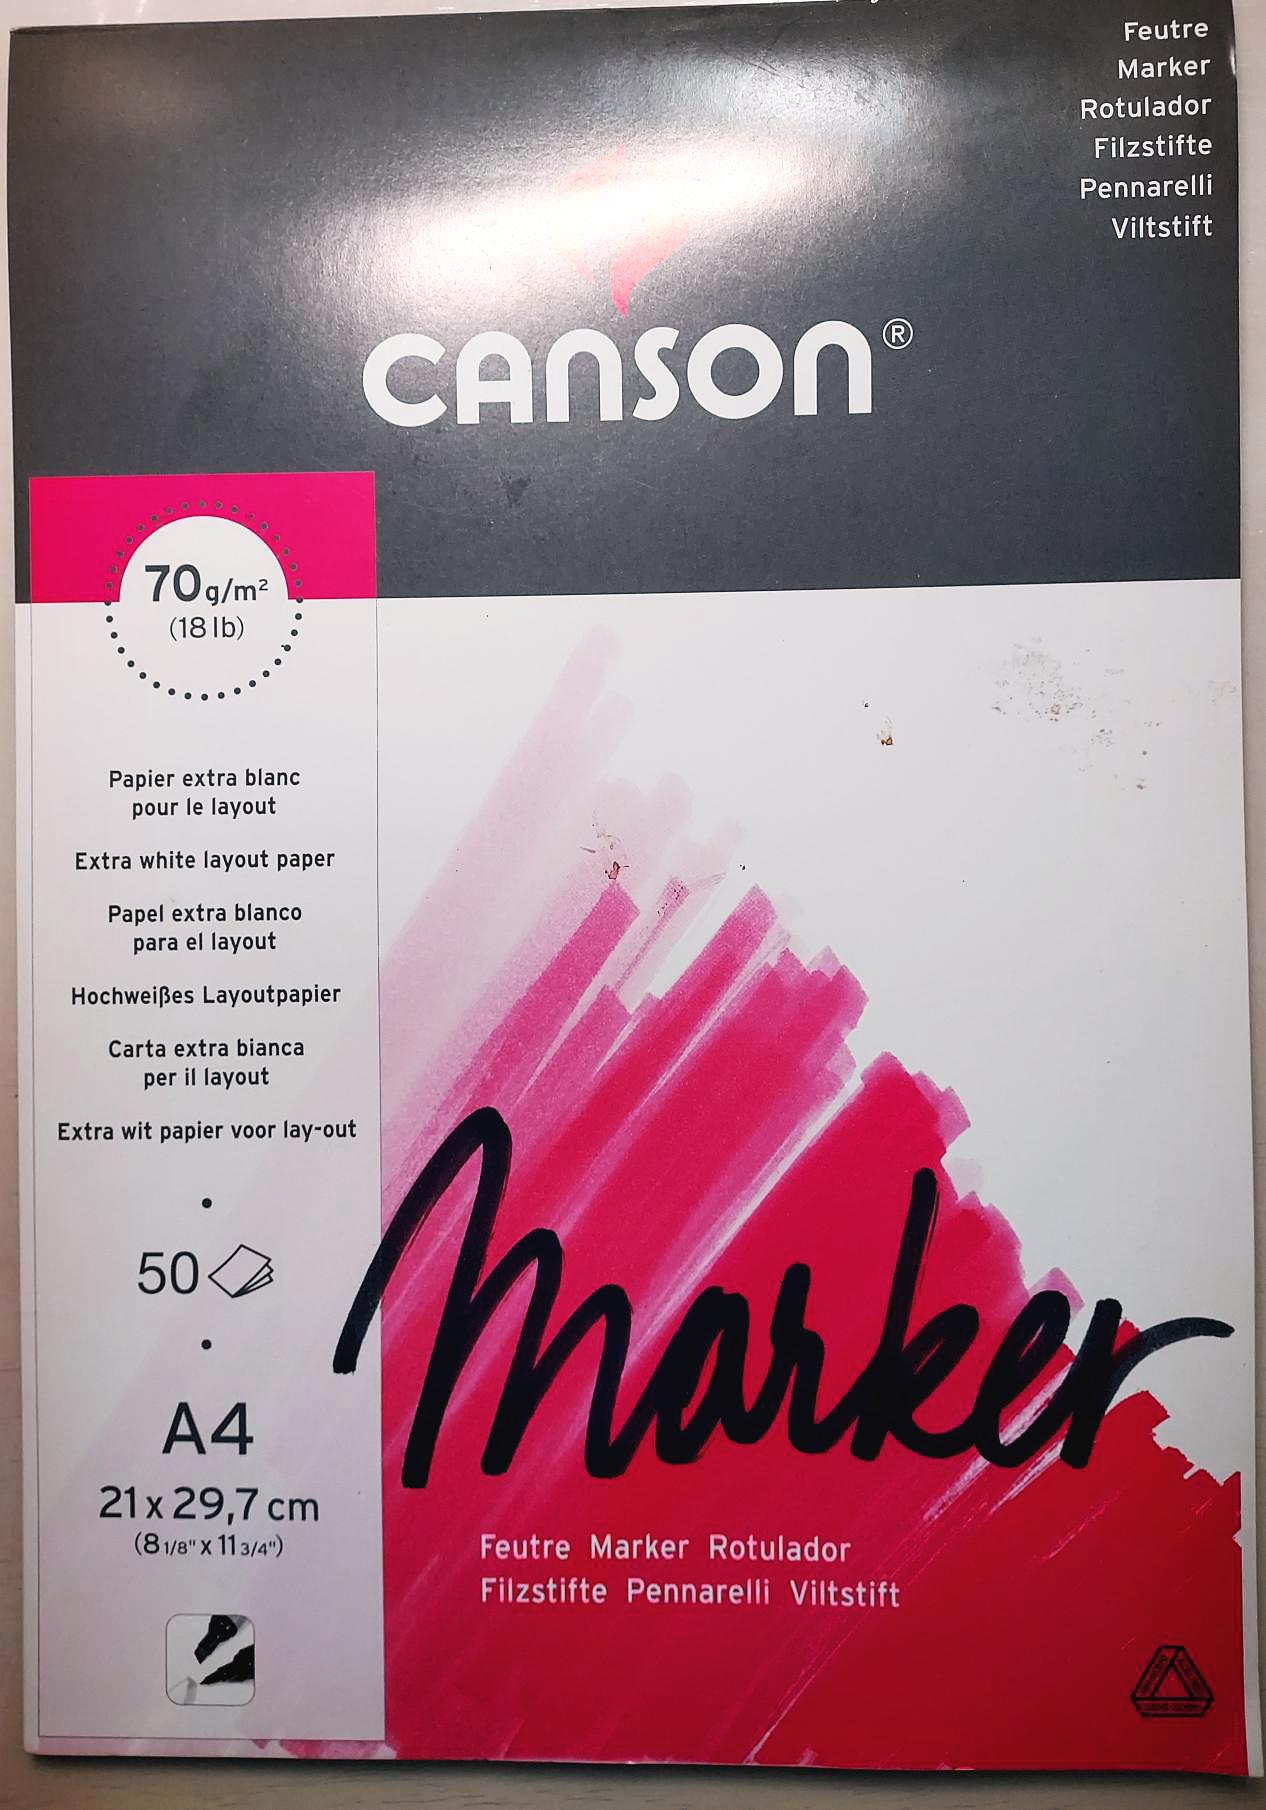 Feutre
Marker
Rotulador
Filzstifte
Pennarelli
Viltstift
CANSON®
70 g/m²
(18 lb)
Papier extra blanc
pour le layout
Extra white layout paper
Papel extra blanco
para el layout
Hochweißes Layoutpapier
Carta extra bianca
per il layout
Extra wit papier voor lay-out
50
A4
21 x 29,7 cm
(8 1/8" x 11 3/4")
Marker
Feutre Marker Rotulador
Filzstifte Pennarelli Viltstift